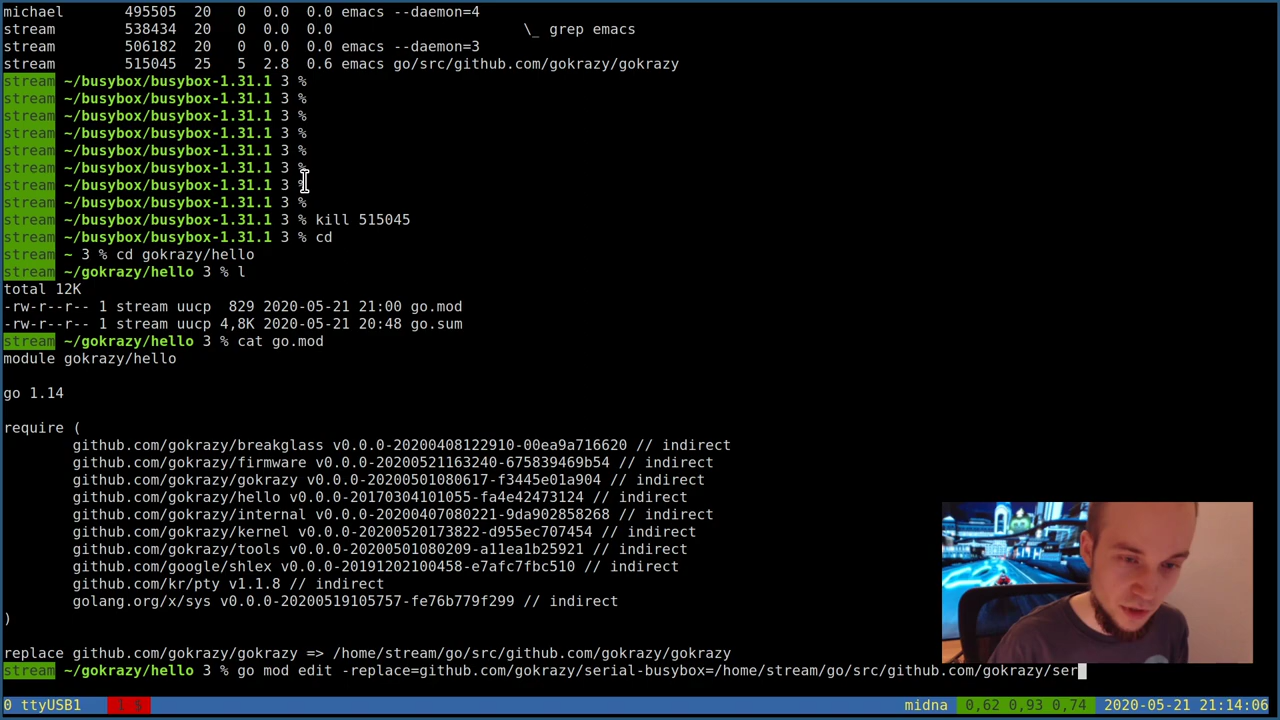 michael     495505  20   0  0.0  0.0 emacs --daemon=4
stream      538434  20   0  0.0  0.0                      \_ grep emacs
stream      506182  20   0  0.0  0.0 emacs --daemon=3
stream      515045  25   5  2.8  0.6 emacs go/src/github.com/gokrazy/gokrazy
stream ~/busybox/busybox-1.31.1 3 %
stream ~/busybox/busybox-1.31.1 3 %
stream ~/busybox/busybox-1.31.1 3 %
stream ~/busybox/busybox-1.31.1 3 %
stream ~/busybox/busybox-1.31.1 3 %
stream ~/busybox/busybox-1.31.1 3 %
stream ~/busybox/busybox-1.31.1 3 %
stream ~/busybox/busybox-1.31.1 3 %
stream ~/busybox/busybox-1.31.1 3 % kill 515045
stream ~/busybox/busybox-1.31.1 3 % cd
stream ~ 3 % cd gokrazy/hello
stream ~/gokrazy/hello 3 % l
total 12K
-rw-r--r-- 1 stream uucp  829 2020-05-21 21:00 go.mod
-rw-r--r-- 1 stream uucp 4,8K 2020-05-21 20:48 go.sum
stream ~/gokrazy/hello 3 % cat go.mod
module gokrazy/hello
go 1.14
require (
github.com/gokrazy/breakglass v0.0.0-20200408122910-00ea9a716620 // indirect
github.com/gokrazy/firmware v0.0.0-20200521163240-675839469b54 // indirect
github.com/gokrazy/gokrazy v0.0.0-20200501080617-f3445e01a904 // indirect
github.com/gokrazy/hello v0.0.0-20170304101055-fa4e42473124 // indirect
github.com/gokrazy/internal v0.0.0-20200407080221-9da902858268 // indirect
github.com/gokrazy/kernel v0.0.0-20200520173822-d955ec707454 // indirect
github.com/gokrazy/tools v0.0.0-20200501080209-a11ea1b25921 // indirect
github.com/google/shlex v0.0.0-20191202100458-e7afc7fbc510 // indirect
github.com/kr/pty v1.1.8 // indirect
golang.org/x/sys v0.0.0-20200519105757-fe76b779f299 // indirect
)
replace github.com/gokrazy/gokrazy => /home/stream/go/src/github.com/gokrazy/gokrazy
stream ~/gokrazy/hello 3 % go mod edit -replace=github.com/gokrazy/serial-busybox=/home/stream/go/src/github.com/gokrazy/ser
0 ttyUSB1   1 $   midna   0,62 0,93 0,74   2020-05-21 21:14:06